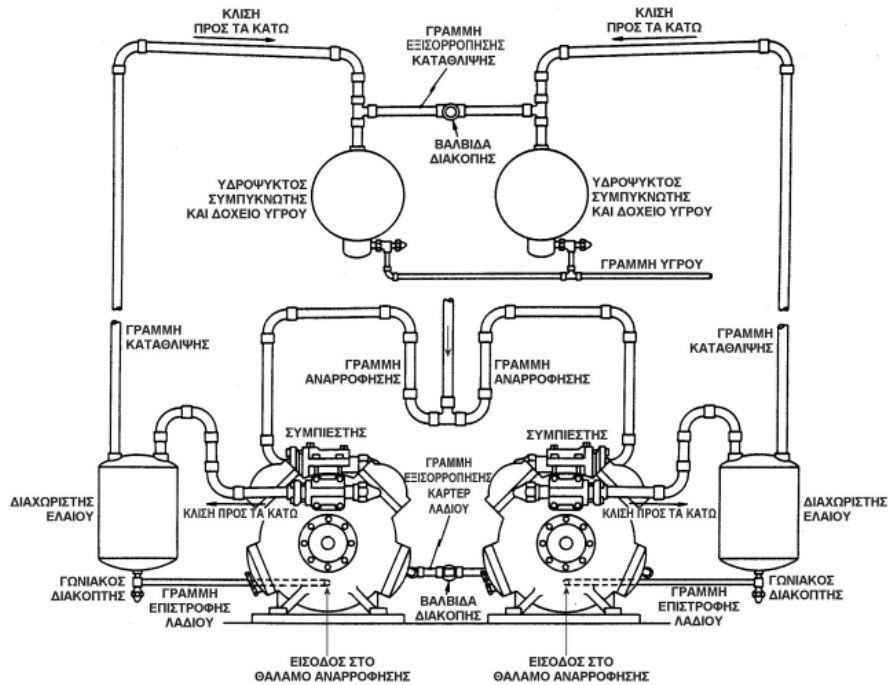 ΚΛΙΣΗ
ΠΡΟΣ ΤΑ ΚΑΤΩ
ΓΡΑΜΜΗ
ΕΞΙΣΟΡΡΟΠΗΣΗΣ
ΚΑΤΑΘΛΙΨΗΣ
ΚΛΙΣΗ
ΠΡΟΣ ΤΑ ΚΑΤΩ
ΒΑΛΒΙΔΑ
ΔΙΑΚΟΠΗΣ
ΥΔΡΟΨΥΚΤΟΣ
ΣΥΜΠΥΚΝΩΤΗΣ
ΚΑΙ ΔΟΧΕΙΟ ΥΓΡΟΥ
ΥΔΡΟΨΥΚΤΟΣ
ΣΥΜΠΥΚΝΩΤΗΣ
ΚΑΙ ΔΟΧΕΙΟ ΥΓΡΟΥ
ΓΡΑΜΜΗ ΥΓΡΟΥ
ΓΡΑΜΜΗ
ΚΑΤΑΘΛΙΨΗΣ
ΓΡΑΜΜΗ
ΑΝΑΡΡΟΦΗΣΗΣ
ΓΡΑΜΜΗ
ΑΝΑΡΡΟΦΗΣΗΣ
ΓΡΑΜΜΗ
ΚΑΤΑΘΛΙΨΗΣ
ΣΥΜΠΙΕΣΤΗΣ
ΣΥΜΠΙΕΣΤΗΣ
ΓΡΑΜΜΗ
ΕΞΙΣΟΡΡΟΠΗΣΗΣ
ΚΑΡΤΕΡ
ΛΑΔΙΟΥ
ΔΙΑΧΩΡΙΣΤΗΣ
ΕΛΑΙΟΥ
ΚΛΙΣΗ ΠΡΟΣ ΤΑ ΚΑΤΩ
ΚΛΙΣΗ ΠΡΟΣ ΤΑ ΚΑΤΩ
ΔΙΑΧΩΡΙΣΤΗΣ
ΕΛΑΙΟΥ
ΓΩΝΙΑΚΟΣ
ΔΙΑΚΟΠΤΗΣ
ΓΡΑΜΜΗ
ΕΠΙΣΤΡΟΦΗΣ
ΛΑΔΙΟΥ
ΒΑΛΒΙΔΑ
ΔΙΑΚΟΠΗΣ
ΓΡΑΜΜΗ
ΕΠΙΣΤΡΟΦΗΣ
ΛΑΔΙΟΥ
ΓΩΝΙΑΚΟΣ
ΔΙΑΚΟΠΤΗΣ
ΕΙΣΟΔΟΣ ΣΤΟ
ΘΑΛΑΜΟ ΑΝΑΡΡΟΦΗΣΗΣ
ΕΙΣΟΔΟΣ ΣΤΟ
ΘΑΛΑΜΟ ΑΝΑΡΡΟΦΗΣΗΣ